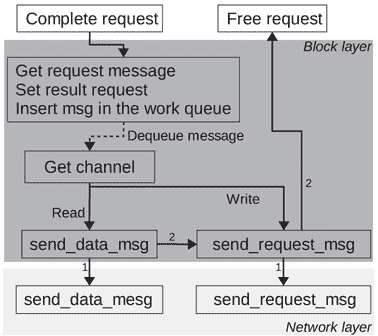 Complete request
Free request
Block layer
Get request message
Set result request
Insert msg in the work queue
Dequeue message
Get channel
2
Read
Write
send_data_msg
2
send_request_msg
1
1
send_data_mesg
send_request_msg
Network layer